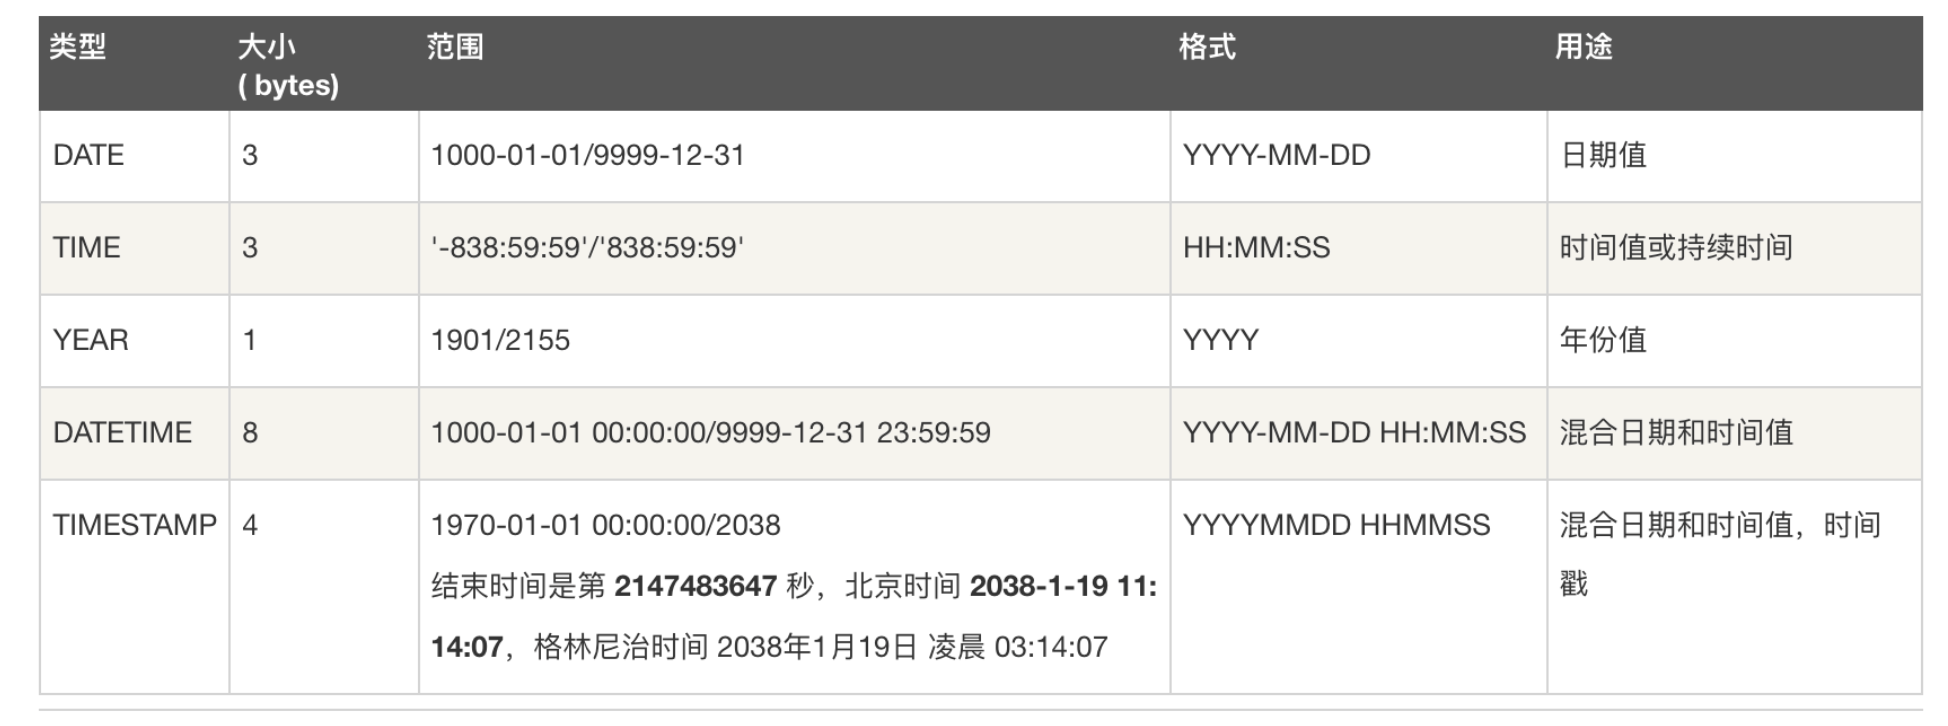 类型 大小 范围 格式 用途
( bytes)
DATE 3 1000-01-01/9999-12-31 YYYY-MM-DD 日期值
TIME 3 '-838:59:59'/'838:59:59' HH:MM:SS 时间值或持续时间
YEAR 1 1901/2155 YYYY 年份值
DATETIME 8 1000-01-01 00:00:00/9999-12-31 23:59:59 YYYY-MM-DD HH:MM:SS 混合日期和时间值
TIMESTAMP 4 1970-01-01 00:00:00/2038 YYYYMMDD HHMMSS 混合日期和时间值，时间
结束时间是第 2147483647 秒，北京时间 2038-1-19 11: 戳
14:07，格林尼治时间 2038年1月19日 凌晨 03:14:07